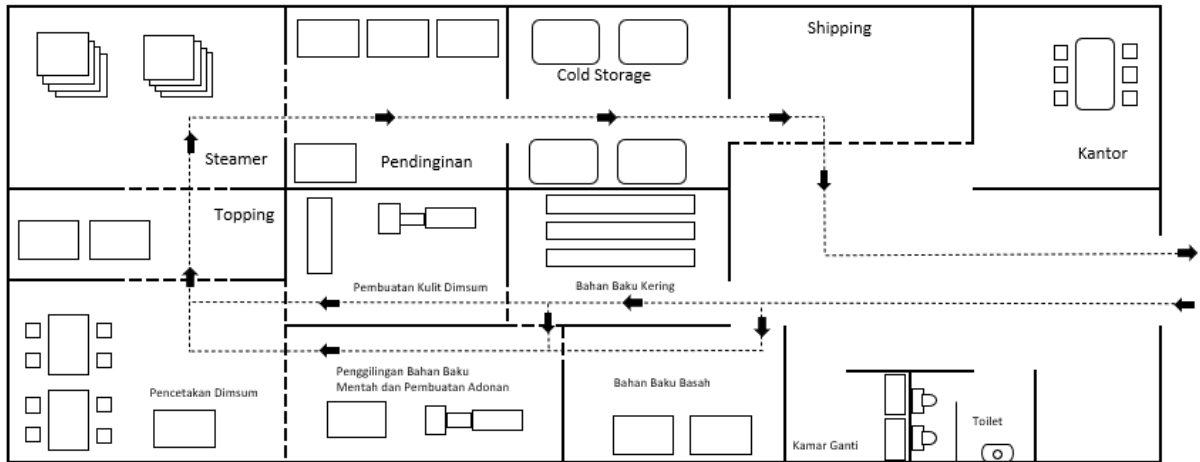 Shipping
Cold Storage
Steamer
Pendinginan
Kantor
Topping
Pembuatan Kulit Dimsum
Bahan Baku Kering
Pencetakan Dimsum
Penggilingan Bahan Baku
Mentah dan Pembuatan Adonan
Bahan Baku Basah
Kamar Ganti
Toilet